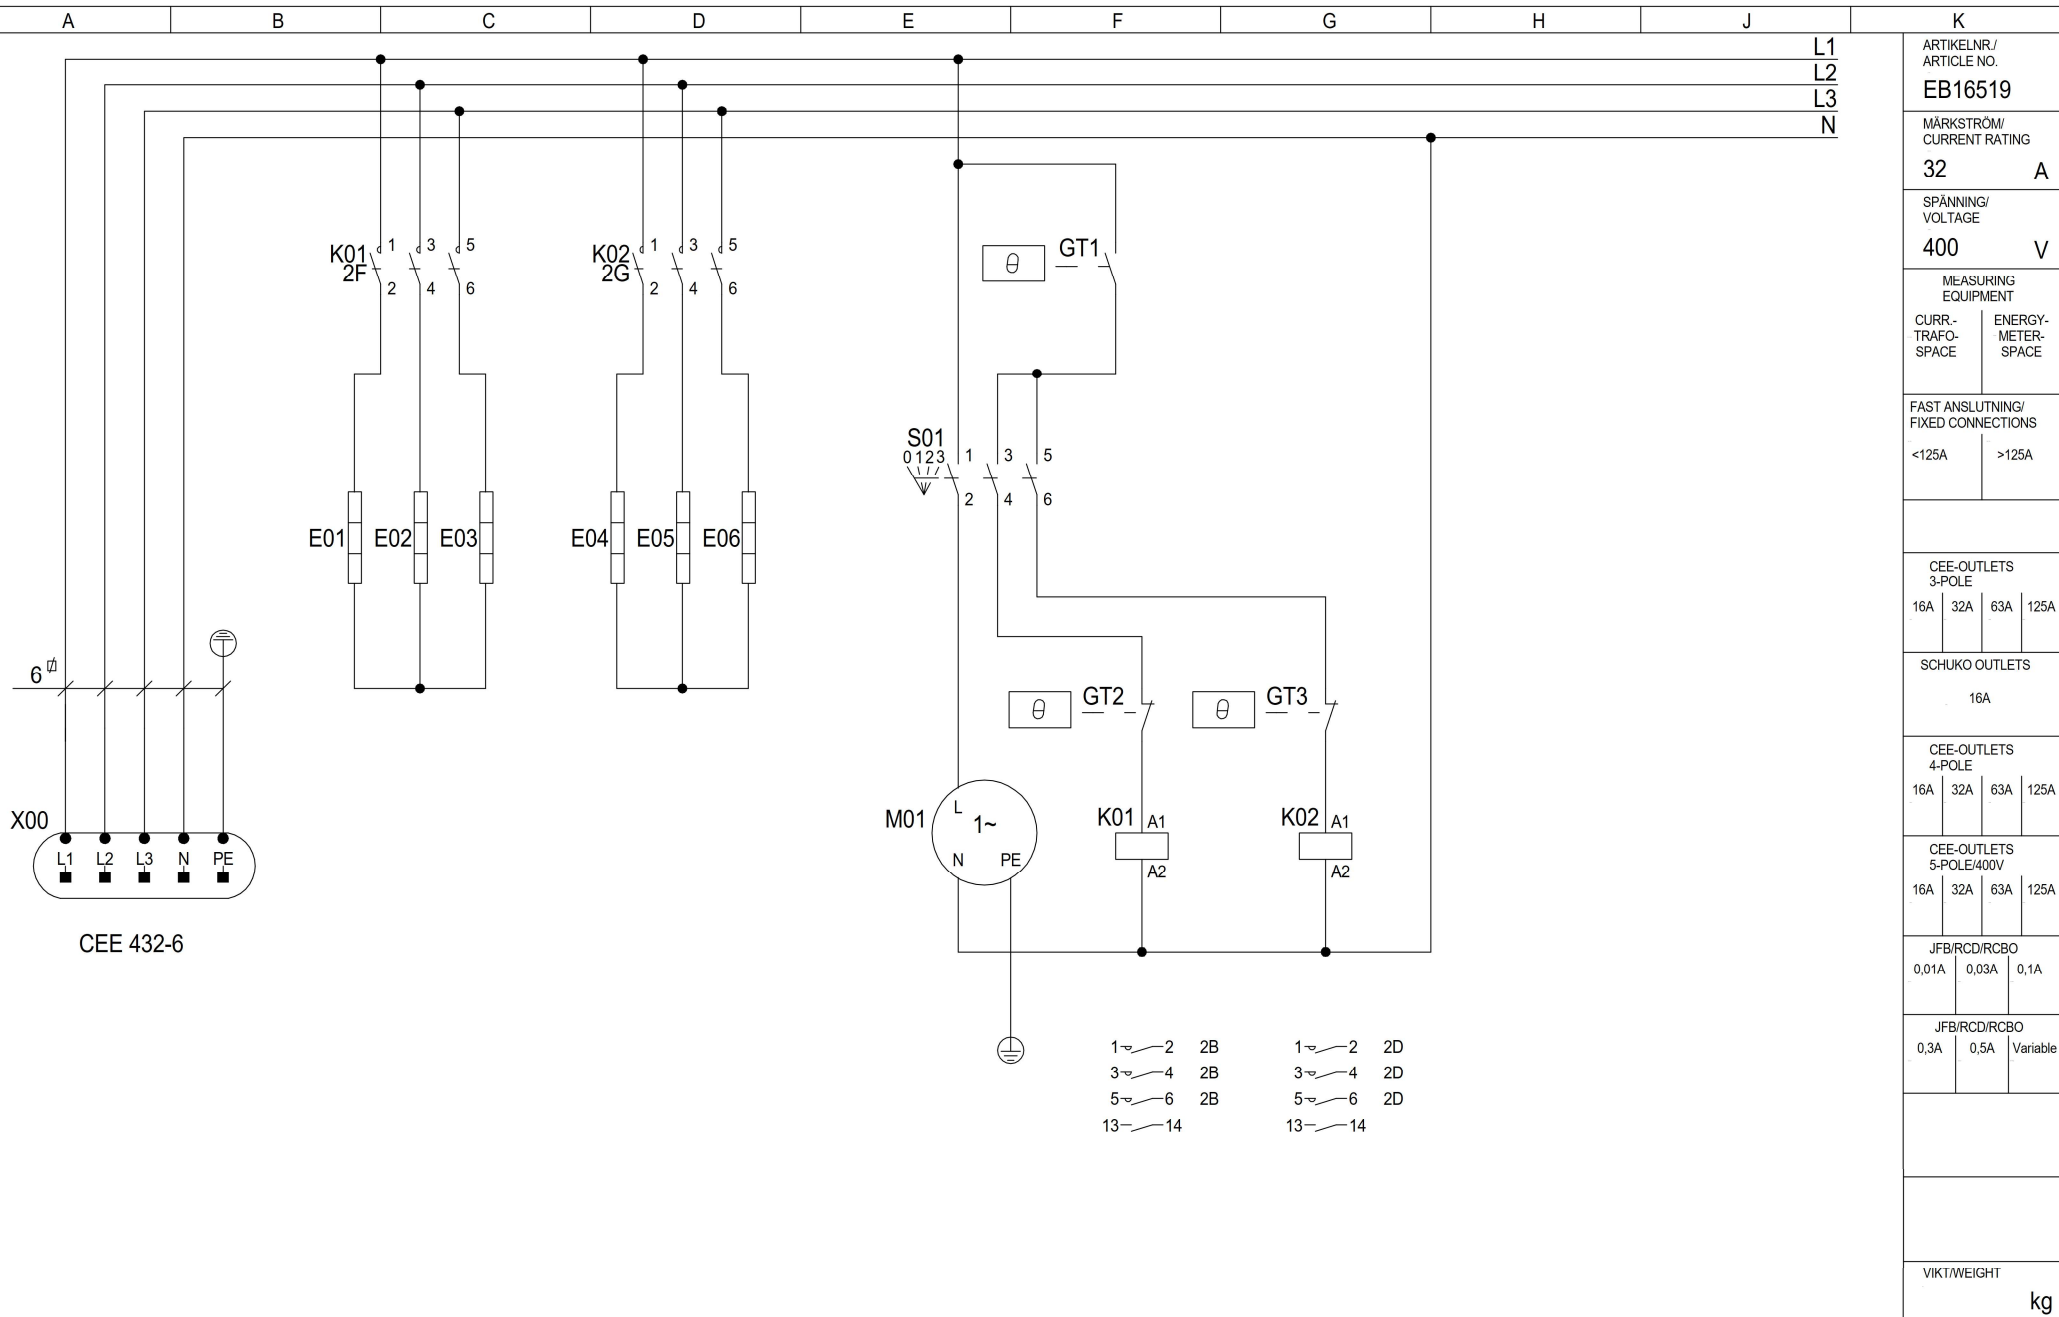 A B C D E F G H J K
L1
L2
L3
N
ARTIKELNR./
ARTICLE NO.
EB16519
MÄRKSTRÖM/
CURRENT RATING
32 A
SPÄNNING/
VOLTAGE
400 V
MEASURING
EQUIPMENT
CURR.- ENERGY-
TRAFO- METER-
SPACE SPACE
FAST ANSLUTNING/
FIXED CONNECTIONS
<125A >125A
CEE-OUTLETS
3-POLE
16A 32A 63A 125A
SCHUKO OUTLETS
16A
CEE-OUTLETS
4-POLE
16A 32A 63A 125A
CEE-OUTLETS
5-POLE/400V
16A 32A 63A 125A
JFB/RCD/RCBO
0,01A 0,03A 0,1A
JFB/RCD/RCBO
0,3A 0,5A Variable
VIKT/WEIGHT
kg
K01 1 3 5
2F
2 4 6
K02 1 3 5
2G
2 4 6
θ GT1
S01
0 1 2 3 1 3 5
2 4 6
E01 E02 E03 E04 E05 E06
6
θ GT2 θ GT3
X00
L1 L2 L3 N PE
CEE 432-6
M01 L 1~
N PE
K01 A1
A2
K02 A1
A2
1 2 2B 1 2 2D
3 4 2B 3 4 2D
5 6 2B 5 6 2D
13 14 13 14